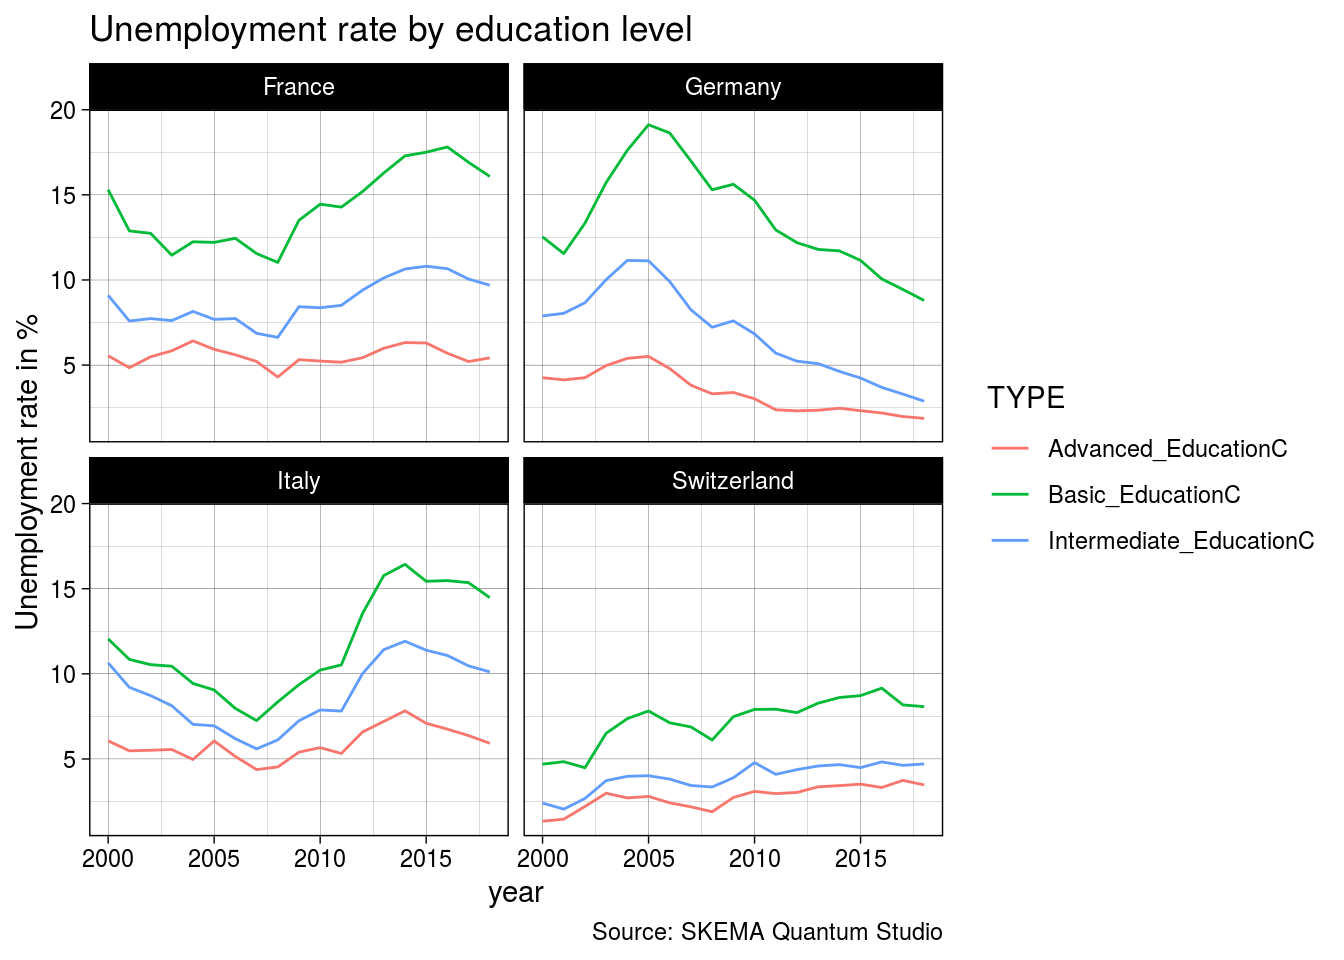 Unemployment rate by education level
France
Germany
20
15
10
5
Unemployment rate in %
Italy
Switzerland
20
15
10
5
2000 2005 2010 2015 2000 2005 2010 2015
year
TYPE
Advanced_EducationC
Basic_EducationC
Intermediate_EducationC
Source: SKEMA Quantum Studio